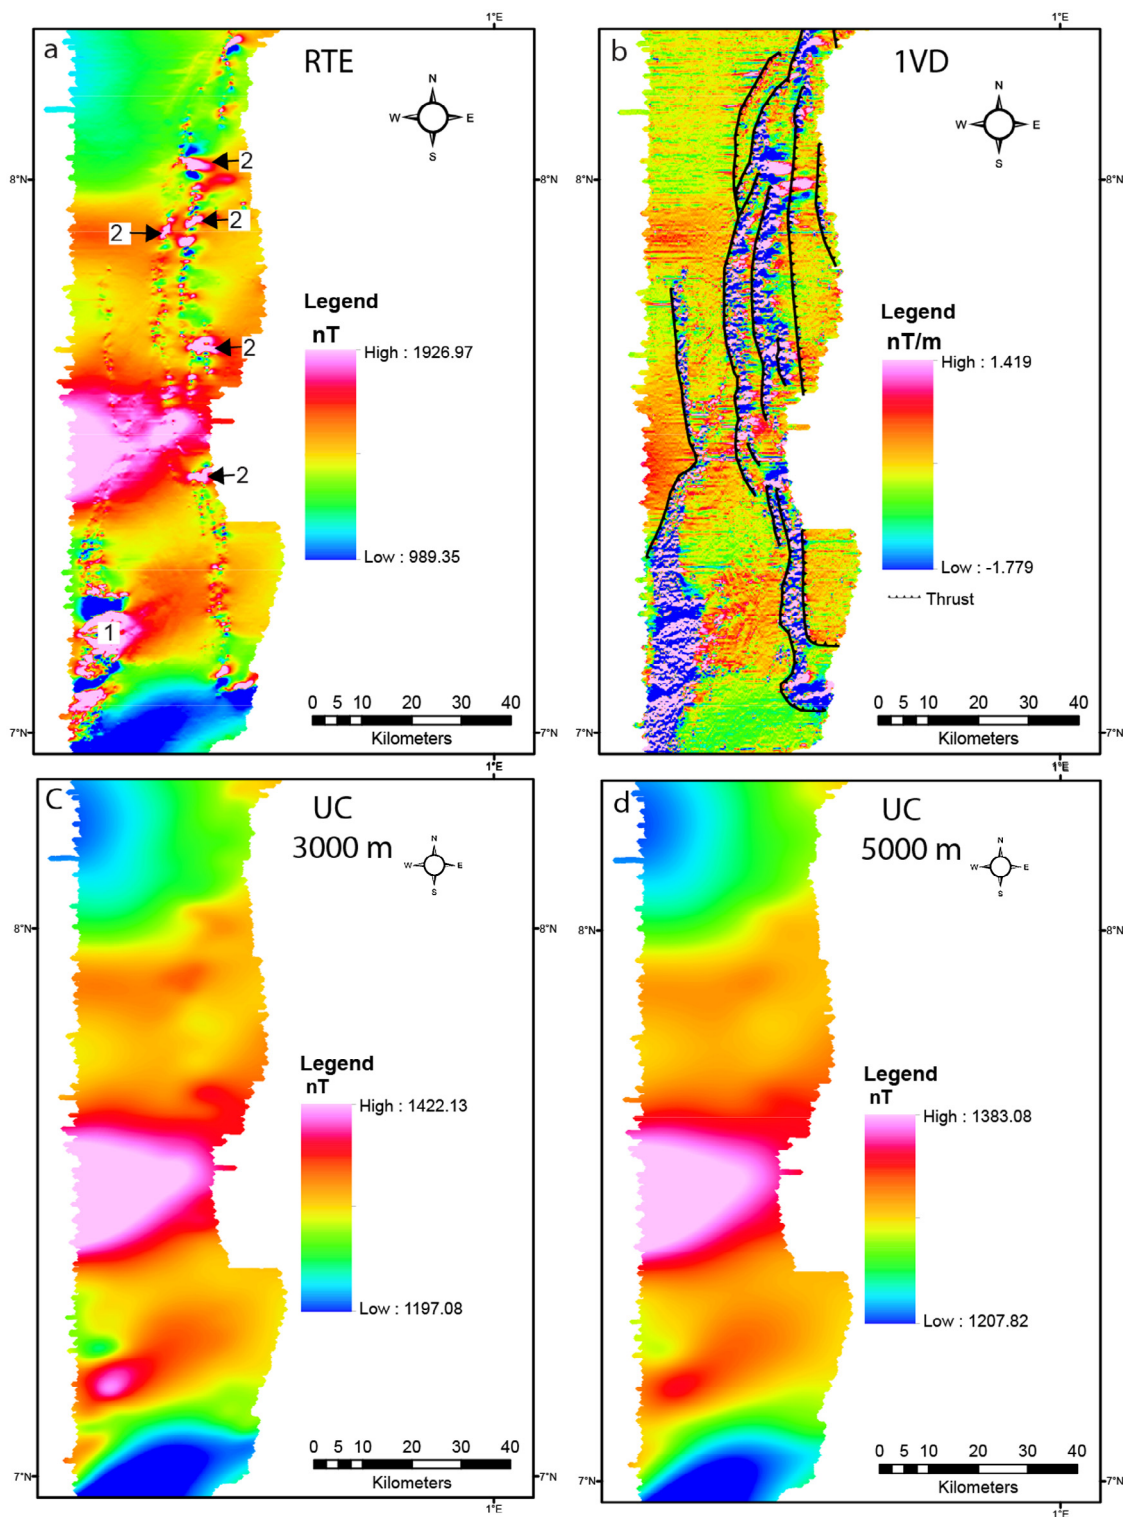 1°E
1°E
a
RTE
N
W
E
S
2
2
2
8°N
8°N
Legend
nT
High : 1926.97
Low : 989.35
2
2
1
0 5 10 20 30 40
Kilometers
7°N
7°N
b
1VD
N
W
E
S
8°N
Legend
nT/m
High : 1.419
Low : -1.779
Thrust
0 5 10 20 30 40
Kilometers
7°N
1°E
1°E
C
UC
3000 m
N
W
E
S
8°N
8°N
Legend
nT
High : 1422.13
Low : 1197.08
0 5 10 20 30 40
Kilometers
7°N
7°N
1°E
d
UC
5000 m
N
W
E
S
8°N
Legend
nT
High : 1383.08
Low : 1207.82
0 5 10 20 30 40
Kilometers
7°N
1°E